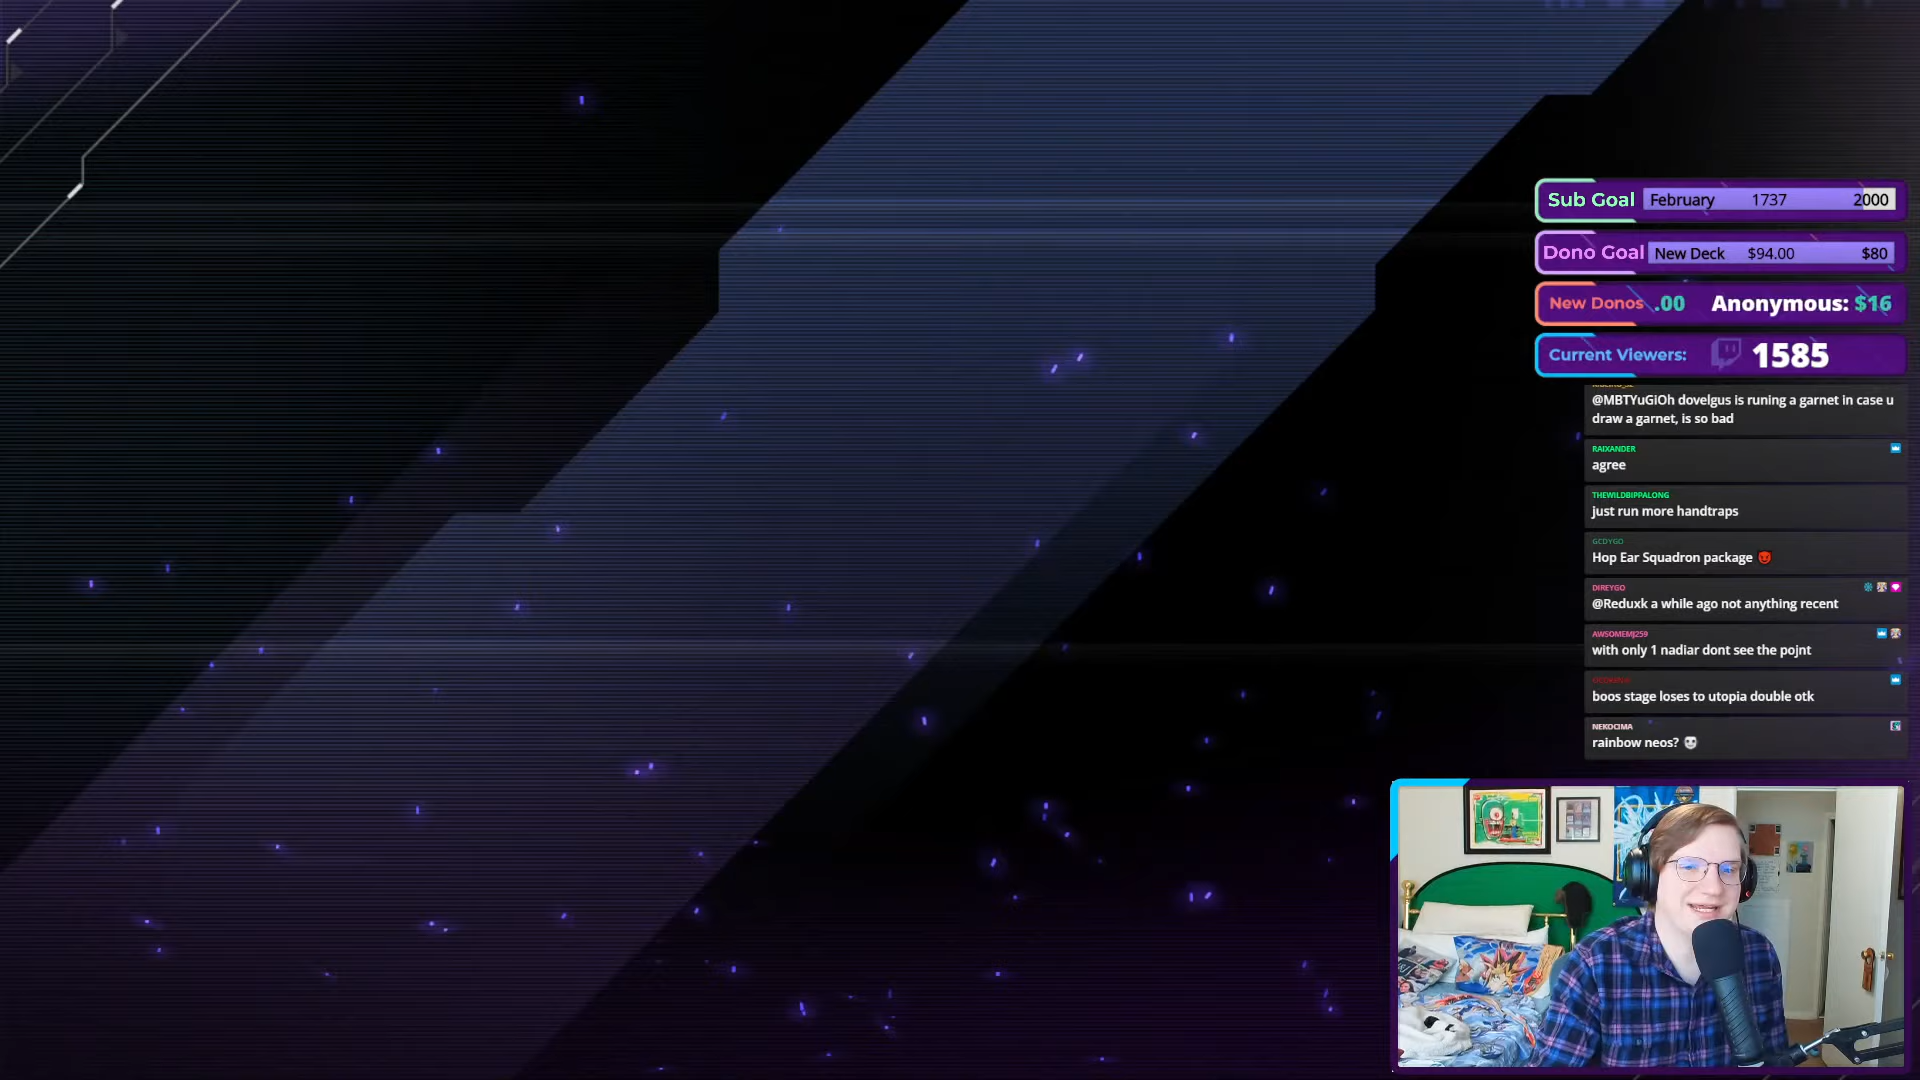 Sub Goal February 1737 2000
Dono Goal New Deck $94.00 $80
New Donos .00 Anonymous: $16
Current Viewers: 1585
@MBTYuGiOh dovelgus is runing a garnet in case u
draw a garnet, is so bad
RAIXANDER
agree
THEWILDBIPPALONG
just run more handtraps
GCDYGO
Hop Ear Squadron package
DIREYGO
@Reduxk a while ago not anything recent
AWSOMEMJ259
with only 1 nadiar dont see the pojnt
boos stage loses to utopia double otk
NEKOCIMA
rainbow neos?